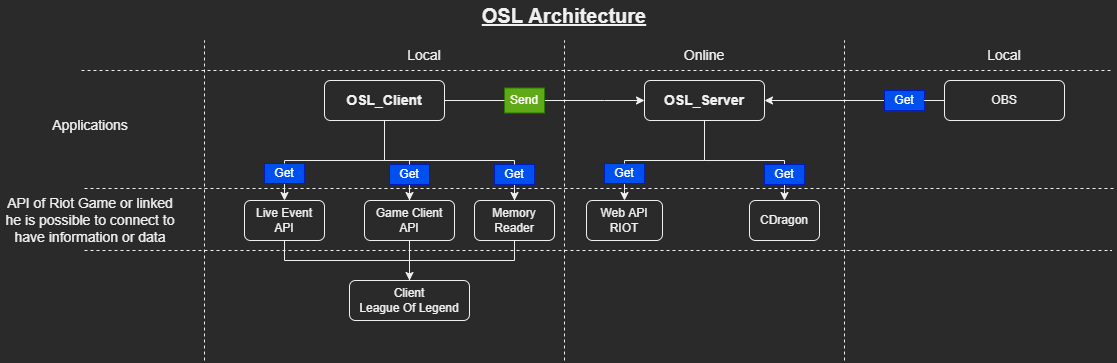 OSL Architecture
Local
Online
Local
OSL_Client
Send
OSL_Server
Get
OBS
Applications
Get
Get
Get
Get
Get
API of Riot Game or linked
he is possible to connect to
have information or data
Live Event
API
Game Client
API
Memory
Reader
Web API
RIOT
CDragon
Client
League Of Legend